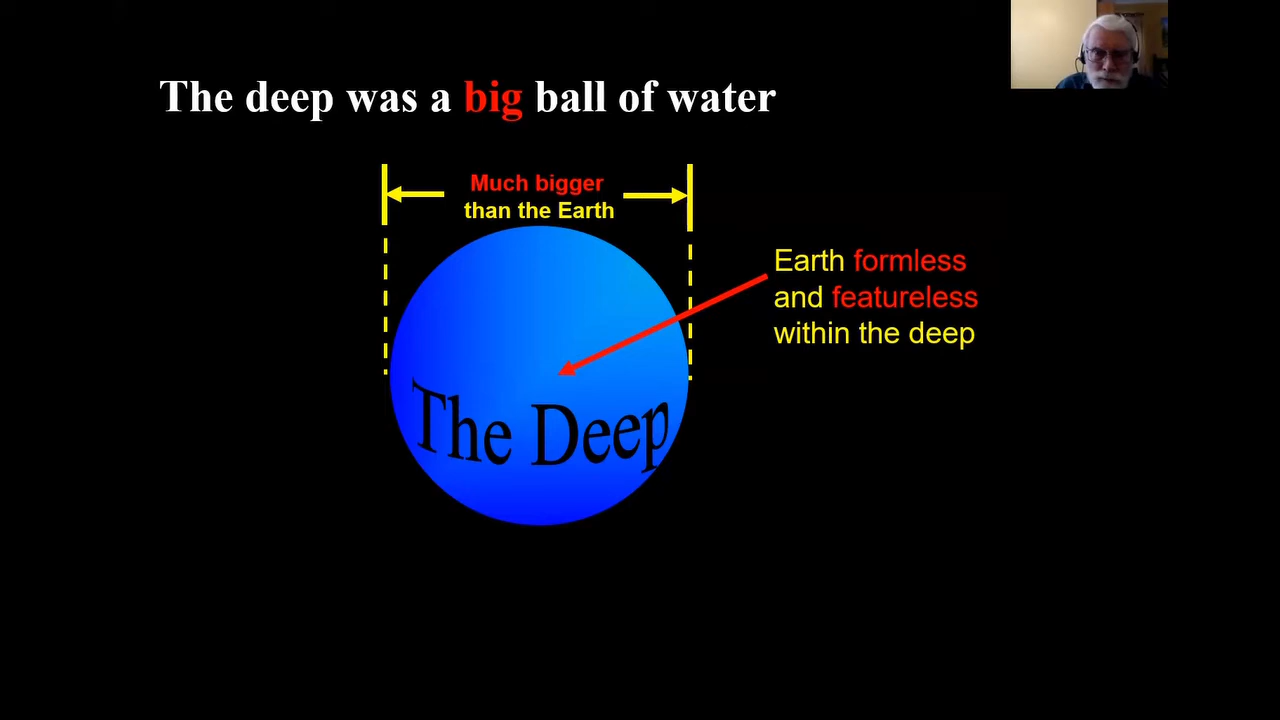 The deep was a big ball of water
Much bigger
than the Earth
Earth formless
and featureless
within the deep
The Deep